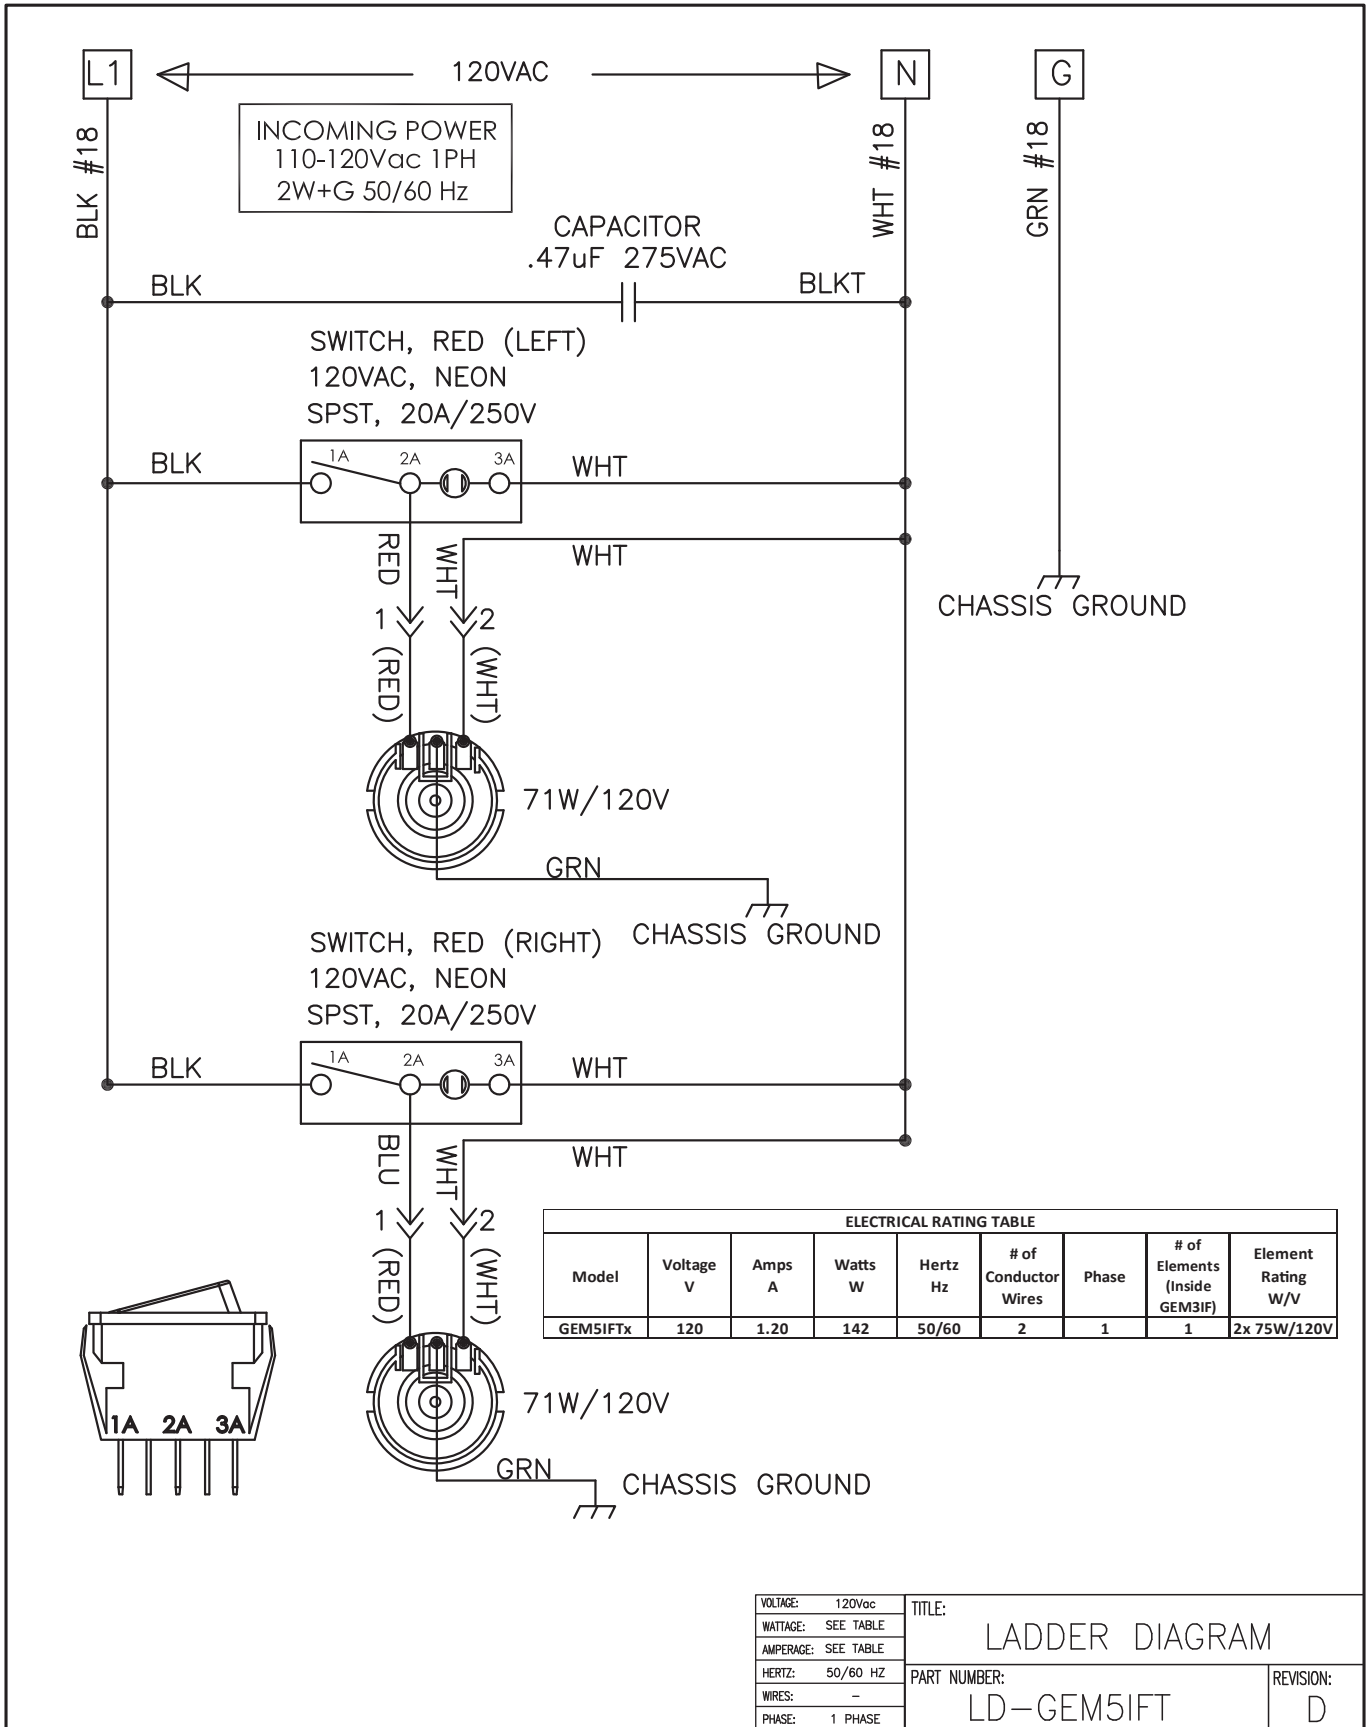 L1
120VAC
N
G
BLK #18
INCOMING POWER
110-120Vac 1PH
2W+G 50/60 Hz
WHT #18
GRN #18
CAPACITOR
.47uF 275VAC
BLK
BLKT
SWITCH, RED (LEFT)
120VAC, NEON
SPST, 20A/250V
BLK
1A
2A
3A
WHT
RED
WHT
WHT
1
2
(RED)
(WHT)
CHASSIS GROUND
71W/120V
GRN
CHASSIS GROUND
SWITCH, RED (RIGHT)
120VAC, NEON
SPST, 20A/250V
BLK
1A
2A
3A
WHT
BLU
WHT
WHT
1
2
(RED)
(WHT)
71W/120V
GRN
CHASSIS GROUND
ELECTRICAL RATING TABLE
Model
Voltage
V
Amps
A
Watts
W
Hertz
Hz
# of
Conductor
Wires
Phase
# of
Elements
(Inside
GEM3IF)
Element
Rating
W/V
GEM5IFTx 120 1.20 142 50/60 2 1 1 2x 75W/120V
1A 2A 3A
VOLTAGE: 120Vac
WATTAGE: SEE TABLE
AMPERAGE: SEE TABLE
HERTZ: 50/60 HZ
WIRES: –
PHASE: 1 PHASE
TITLE:
LADDER DIAGRAM
PART NUMBER:
LD-GEM5IFT
REVISION:
D